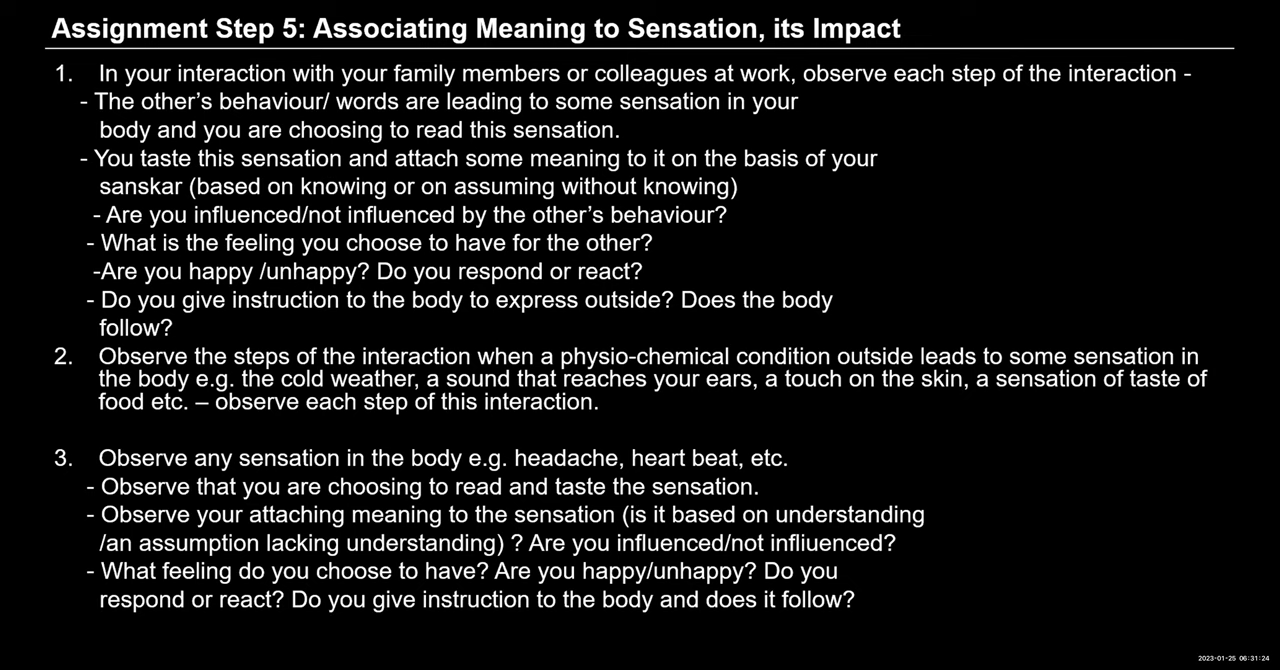 Assignment Step 5: Associating Meaning to Sensation, its Impact
1. In your interaction with your family members or colleagues at work, observe each step of the interaction -
- The other's behaviour/ words are leading to some sensation in your
body and you are choosing to read this sensation.
- You taste this sensation and attach some meaning to it on the basis of your
sanskar (based on knowing or on assuming without knowing)
- Are you influenced/not influenced by the other's behaviour?
- What is the feeling you choose to have for the other?
-Are you happy /unhappy? Do you respond or react?
- Do you give instruction to the body to express outside? Does the body
follow?
2. Observe the steps of the interaction when a physio-chemical condition outside leads to some sensation in
the body e.g. the cold weather, a sound that reaches your ears, a touch on the skin, a sensation of taste of
food etc. – observe each step of this interaction.
3. Observe any sensation in the body e.g. headache, heart beat, etc.
- Observe that you are choosing to read and taste the sensation.
- Observe your attaching meaning to the sensation (is it based on understanding
/an assumption lacking understanding) ? Are you influenced/not infliuenced?
- What feeling do you choose to have? Are you happy/unhappy? Do you
respond or react? Do you give instruction to the body and does it follow?
2023-01-25 06:31:24